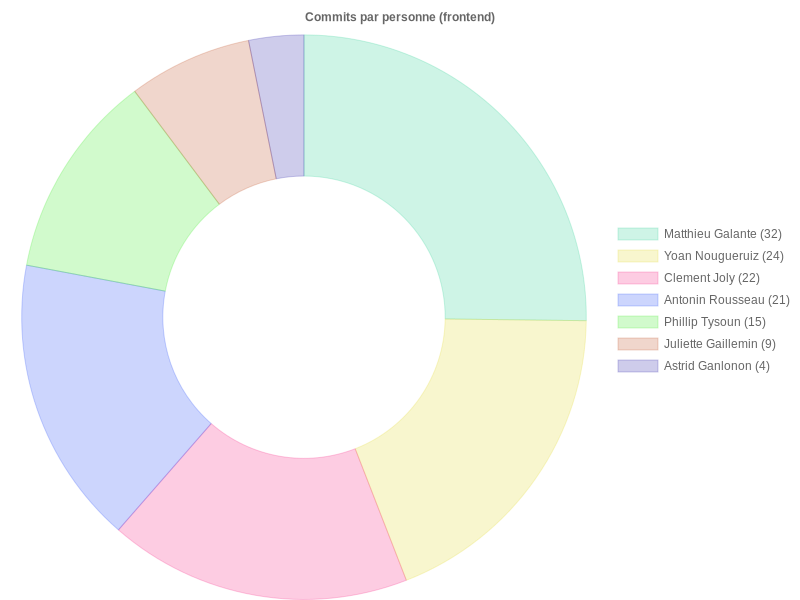 Commits par personne (frontend)
Matthieu Galante (32)
Yoan Nougueruiz (24)
Clement Joly (22)
Antonin Rousseau (21)
Phillip Tysoun (15)
Juliette Gaillemin (9)
Astrid Ganlonon (4)